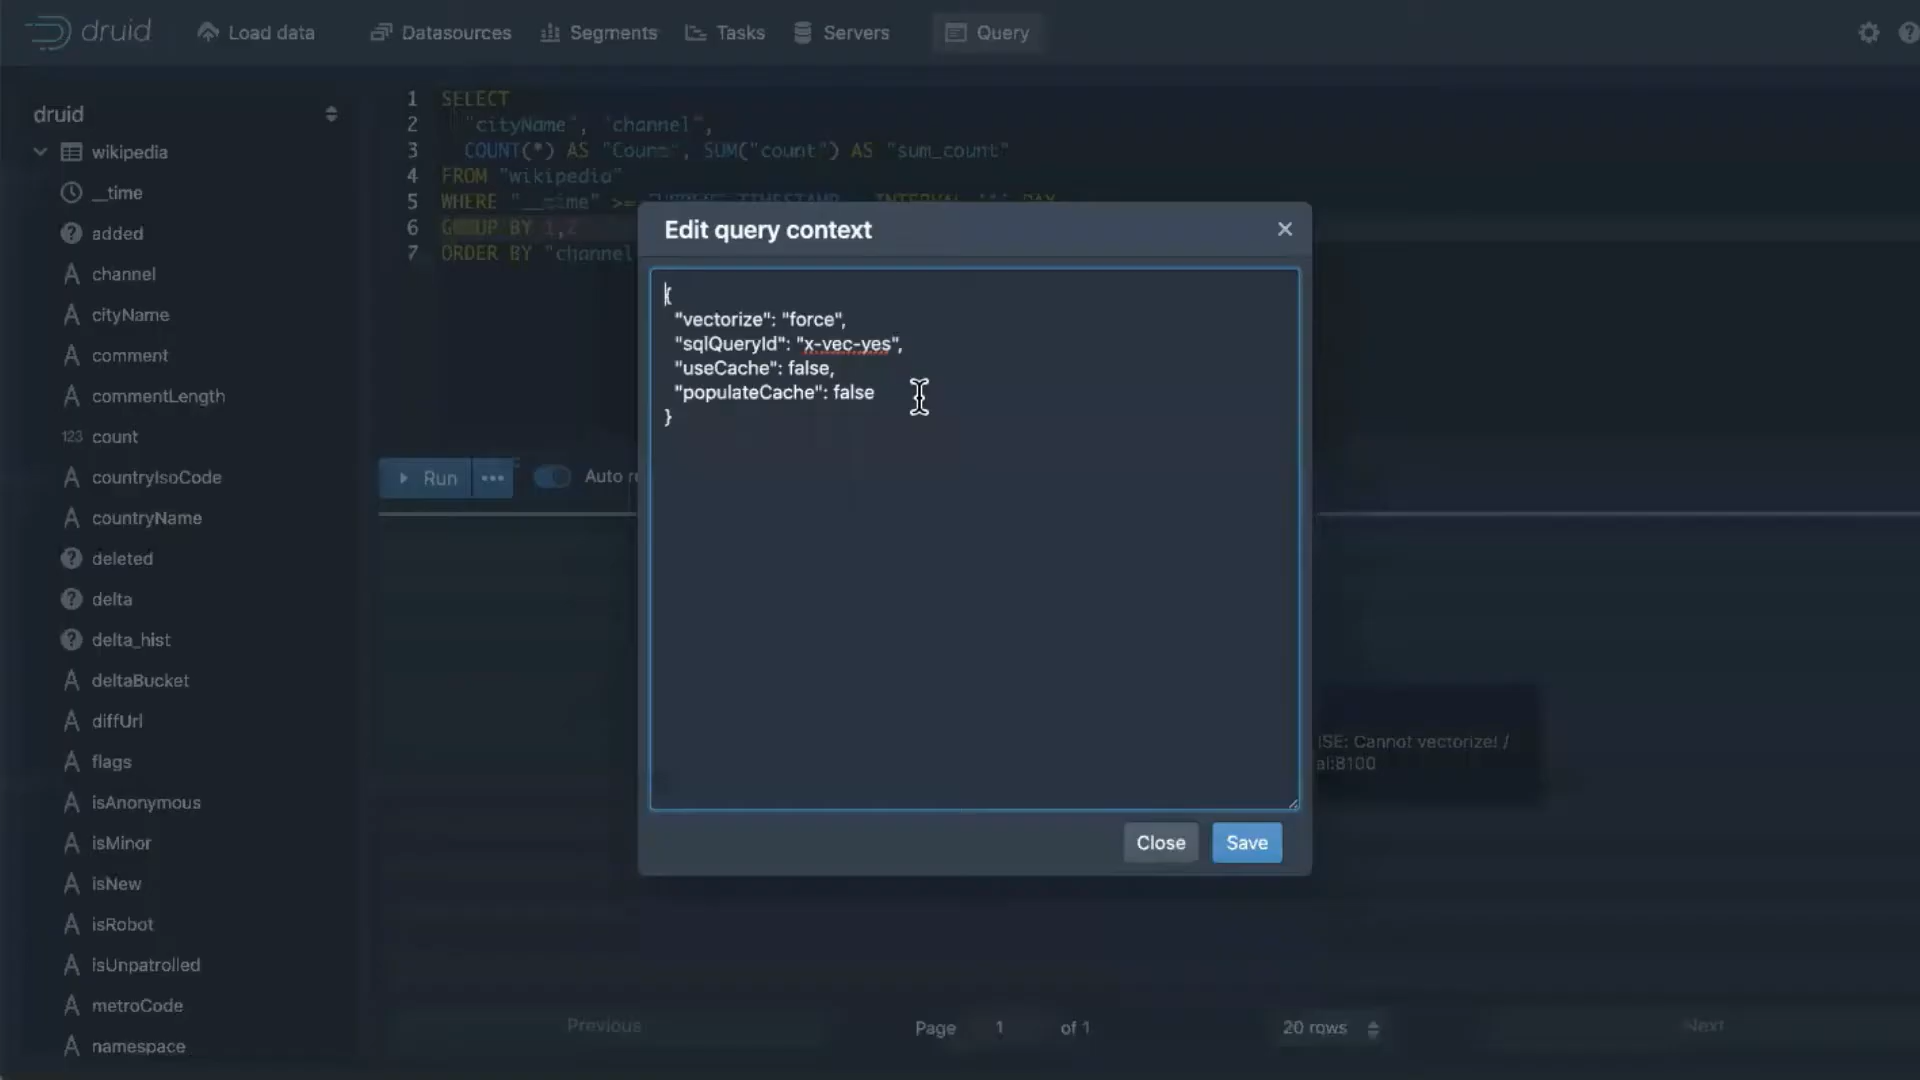 druid
Load data
Datasources
Segments
Tasks
Servers
Query
druid
wikipedia
__time
added
channel
cityName
comment
commentLength
123 count
countryIsoCode
countryName
deleted
delta
delta_hist
deltaBucket
diffUrl
flags
isAnonymous
isMinor
isNew
isRobot
isUnpatrolled
metroCode
namespace
1 SELECT
2 "cityName", "channel",
3 COUNT(*) AS "Count", SUM("count") AS "sum_count"
4 FROM "wikipedia"
5 WHERE "__time" >=
6 GROUP BY 1,2
7 ORDER BY "channel
Run
Auto
Edit query context
{
"vectorize": "force",
"sqlQueryId": "x-vec-yes",
"useCache": false,
"populateCache": false
}
Close
Save
ISE: Cannot vectorize! /
al:8100
Previous
Page 1 of 1
20 rows
Next